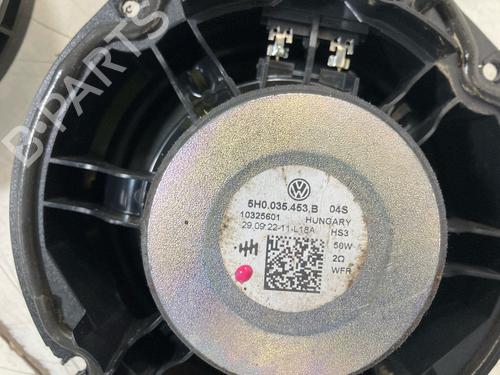 B-PARTS
5H0.035.453.B 04S
10325601 HUNGARY
29.09.22-11-L18A HS3
50W
2Ω
WFR